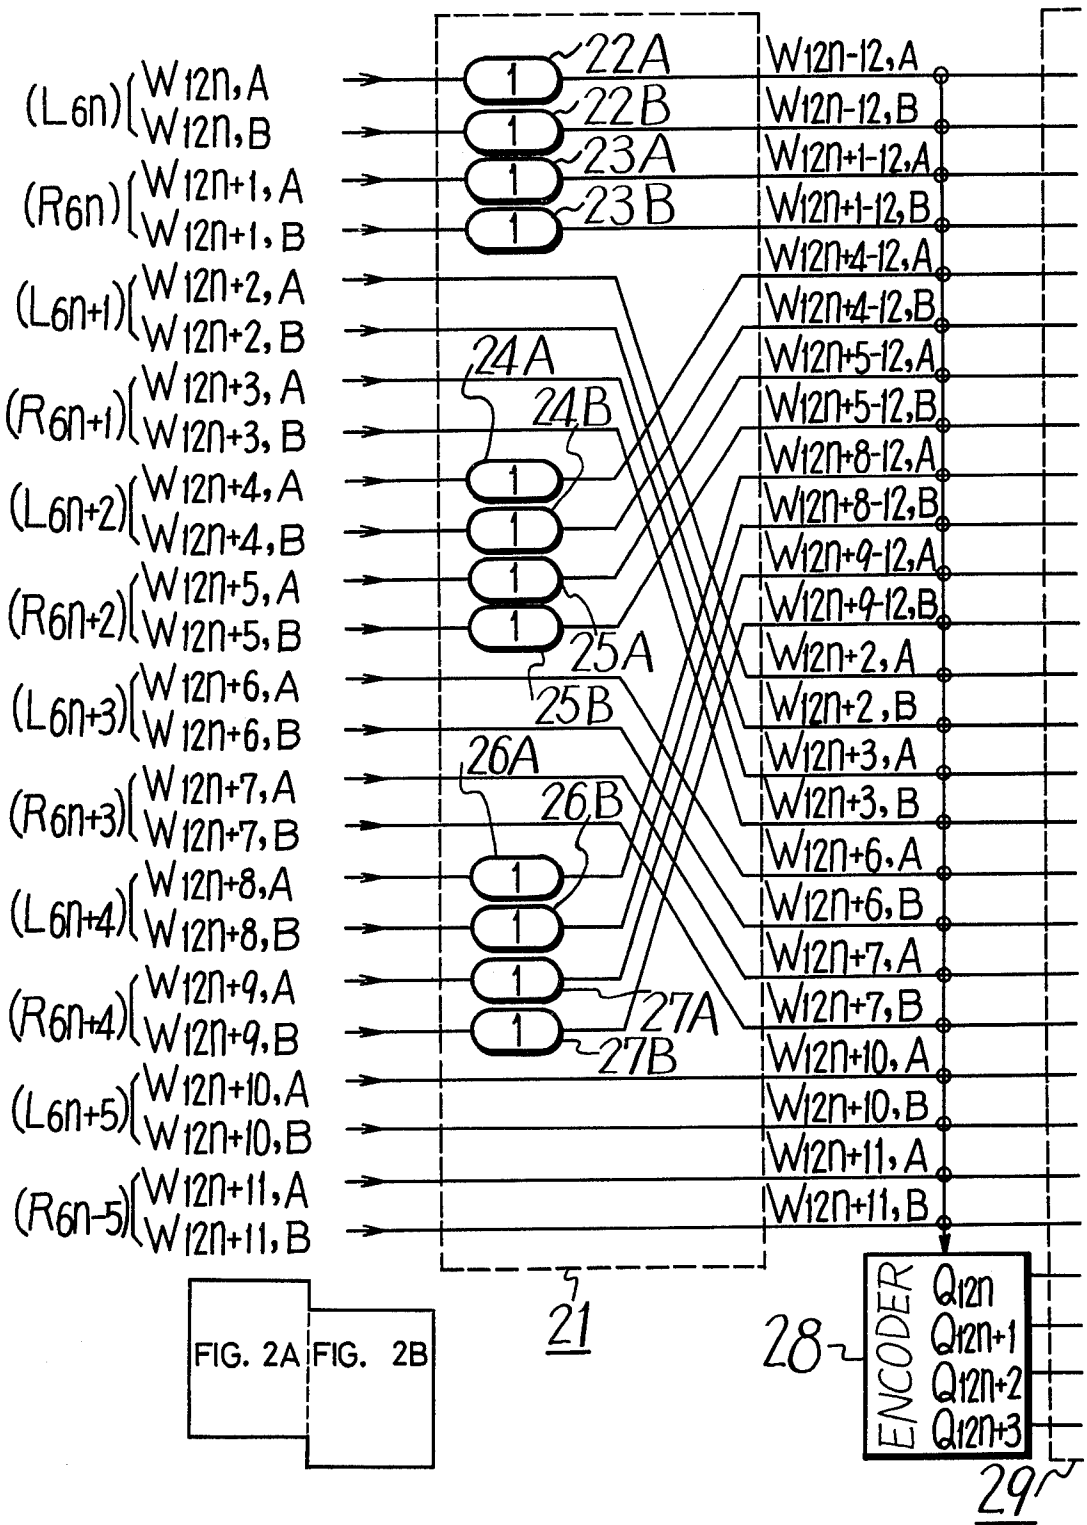 (L6n) W12n, A
W12n, B
(R6n) W12n+1, A
W12n+1, B
(L6n+1) W12n+2, A
W12n+2, B
(R6n+1) W12n+3, A
W12n+3, B
(L6n+2) W12n+4, A
W12n+4, B
(R6n+2) W12n+5, A
W12n+5, B
(L6n+3) W12n+6, A
W12n+6, B
(R6n+3) W12n+7, A
W12n+7, B
(L6n+4) W12n+8, A
W12n+8, B
(R6n+4) W12n+9, A
W12n+9, B
(L6n+5) W12n+10, A
W12n+10, B
(R6n-5) W12n+11, A
W12n+11, B
1 22A
1 22B
1 23A
1 23B
24A
24B
1
1
1
1
25A
25B
26A
26B
1
1
1
1
27A
27B
21
W12n-12, A
W12n-12, B
W12n+1-12, A
W12n+1-12, B
W12n+4-12, A
W12n+4-12, B
W12n+5-12, A
W12n+5-12, B
W12n+8-12, A
W12n+8-12, B
W12n+9-12, A
W12n+9-12, B
W12n+2, A
W12n+2, B
W12n+3, A
W12n+3, B
W12n+6, A
W12n+6, B
W12n+7, A
W12n+7, B
W12n+10, A
W12n+10, B
W12n+11, A
W12n+11, B
28
ENCODER
Q12n
Q12n+1
Q12n+2
Q12n+3
29
FIG. 2A FIG. 2B